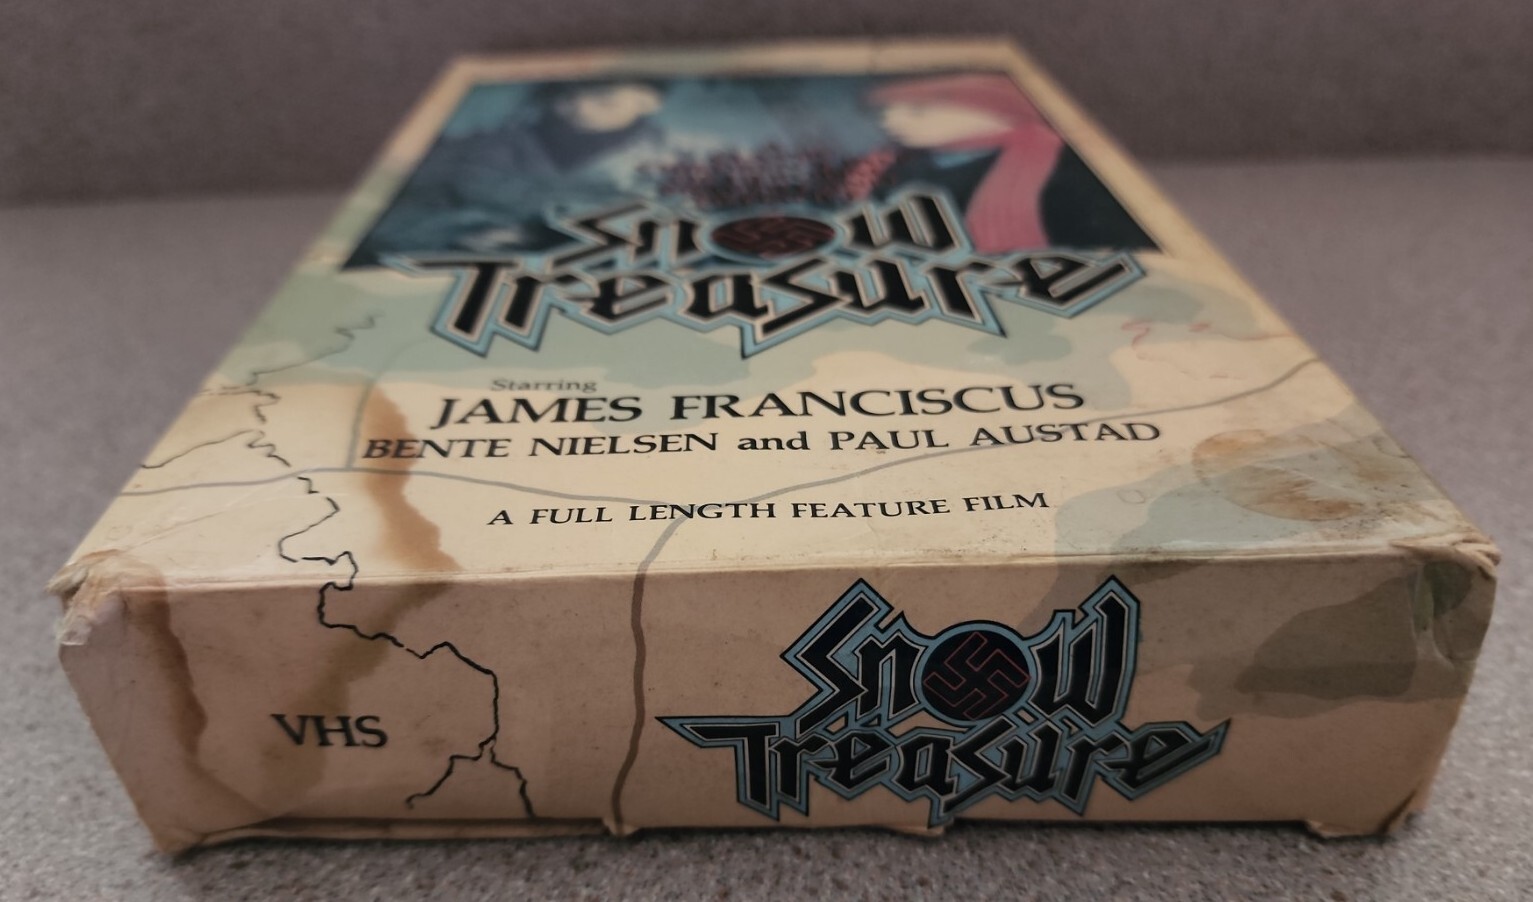 Snow
Treasure
Starring
JAMES FRANCISCUS
BENTE NIELSEN and PAUL AUSTAD
A FULL LENGTH FEATURE FILM
VHS
Snow
Treasure